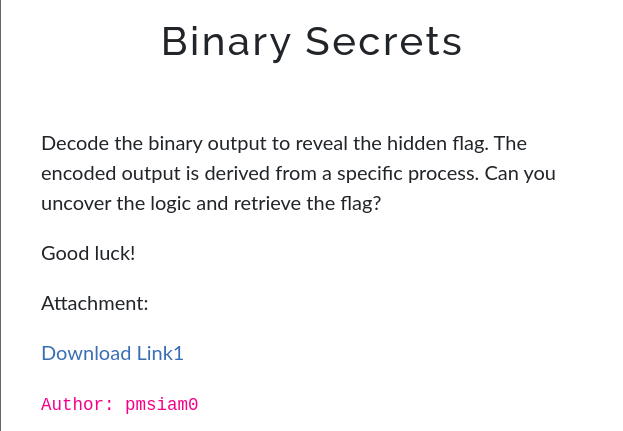 Binary Secrets
Decode the binary output to reveal the hidden flag. The
encoded output is derived from a specific process. Can you
uncover the logic and retrieve the flag?
Good luck!
Attachment:
Download Link1
Author: pmsiam0